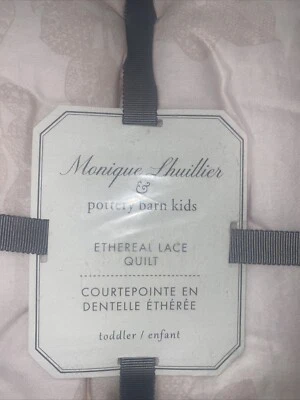 Monique Lhuillier
&
pottery barn kids
ETHEREAL LACE
QUILT
COURTEPOINTE EN
DENTELLE ÉTHÉRÉE
toddler / enfant